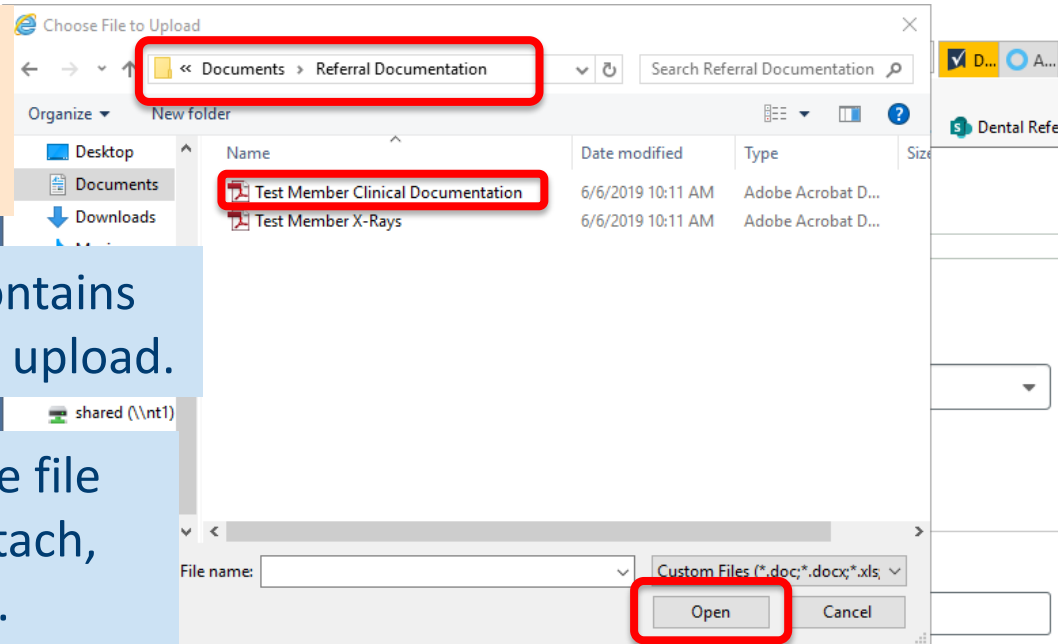 Choose File to Upload
« Documents > Referral Documentation
Search Referral Documentation
D... A...
Organize New folder
Dental Refe
Name Date modified Type Size
Desktop
Documents
Downloads
Test Member Clinical Documentation 6/6/2019 10:11 AM Adobe Acrobat D...
Test Member X-Rays 6/6/2019 10:11 AM Adobe Acrobat D...
ontains
upload.
shared (\\nt1)
e file
tach,
.
File name: Custom Files (*.doc;*.docx;*.xls;
Open Cancel